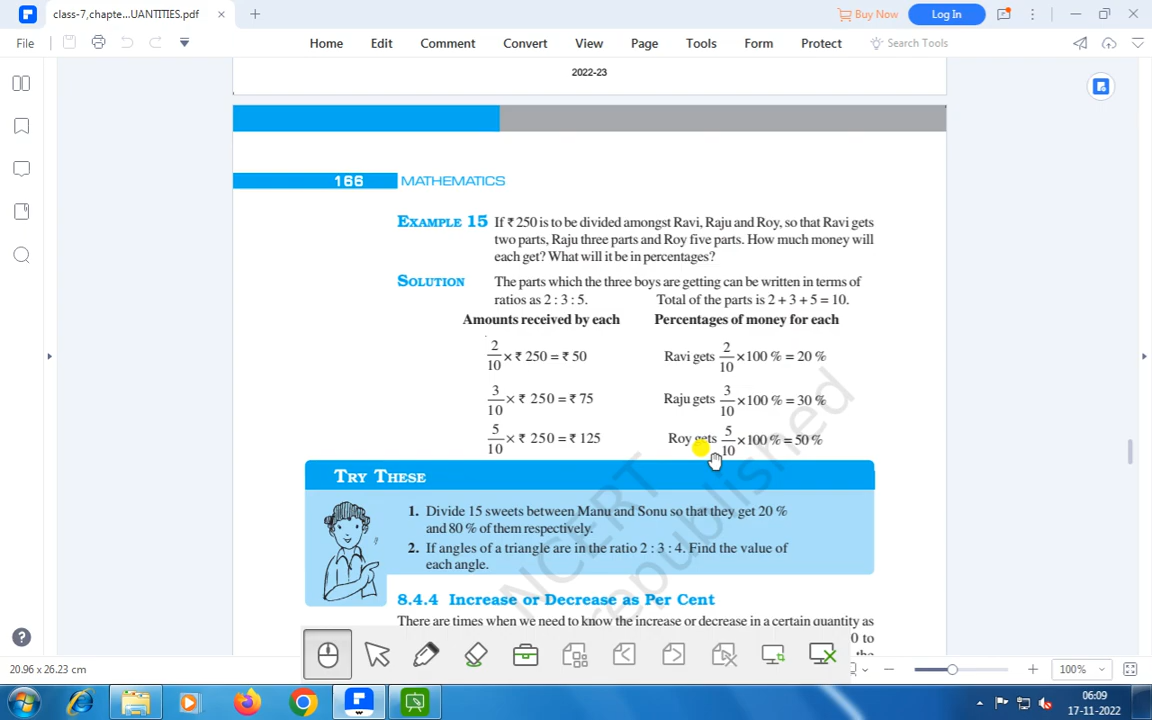 class-7,chapte...UANTITIES.pdf
Buy Now
Log In
File
Home
Edit
Comment
Convert
View
Page
Tools
Form
Protect
Search Tools
2022-23
166 MATHEMATICS
EXAMPLE 15 If ₹ 250 is to be divided amongst Ravi, Raju and Roy, so that Ravi gets
two parts, Raju three parts and Roy five parts. How much money will
each get? What will it be in percentages?
SOLUTION The parts which the three boys are getting can be written in terms of
ratios as 2 : 3 : 5. Total of the parts is 2 + 3 + 5 = 10.
Amounts received by each Percentages of money for each
2/10 × ₹ 250 = ₹ 50 Ravi gets 2/10 × 100 % = 20 %
3/10 × ₹ 250 = ₹ 75 Raju gets 3/10 × 100 % = 30 %
5/10 × ₹ 250 = ₹ 125 Roy gets 5/10 × 100 % = 50 %
TRY THESE
1. Divide 15 sweets between Manu and Sonu so that they get 20 %
and 80 % of them respectively.
2. If angles of a triangle are in the ratio 2 : 3 : 4. Find the value of
each angle.
8.4.4 Increase or Decrease as Per Cent
There are times when we need to know the increase or decrease in a certain quantity as
0 to
the
NCERT
republished
20.96 x 26.23 cm
100%
06:09
17-11-2022